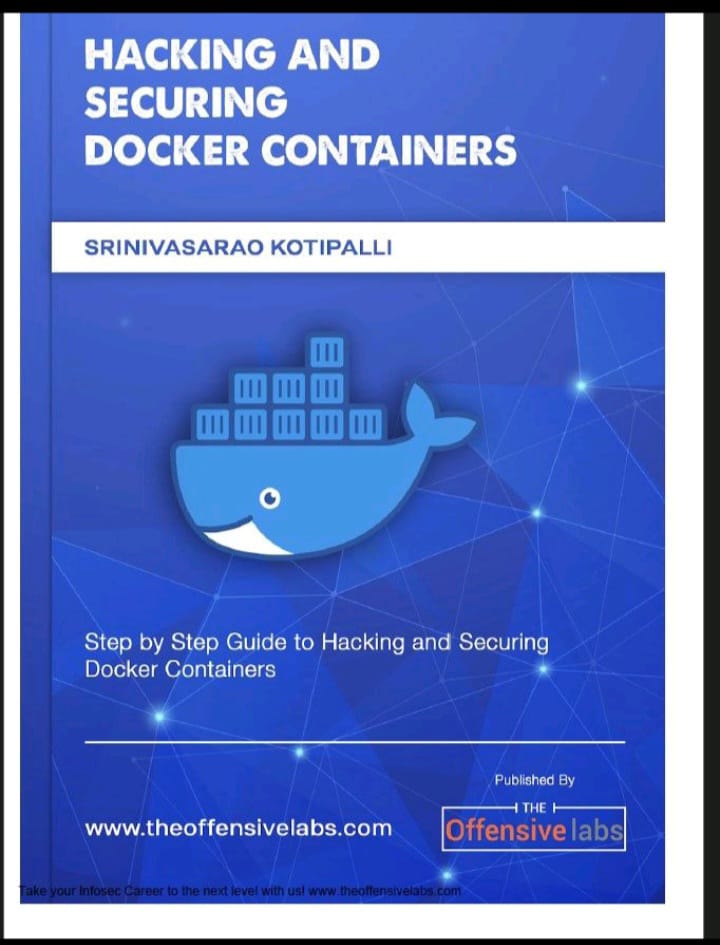 HACKING AND
SECURING
DOCKER CONTAINERS
SRINIVASARAO KOTIPALLI
Step by Step Guide to Hacking and Securing
Docker Containers
Published By
THE
Offensive labs
www.theoffensivelabs.com
Take your Infosec Career to the next level with us! www.theoffensivelabs.com